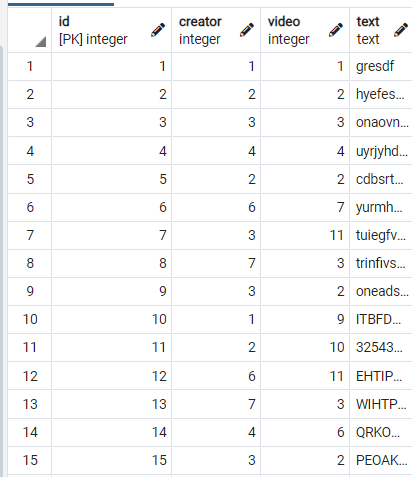 id creator video text
[PK] integer integer integer text
1 1 1 1 gresdf
2 2 2 2 hyefes...
3 3 3 3 onaovn...
4 4 4 4 uyrjyhd...
5 5 2 2 cdbsrt...
6 6 6 7 yurmh...
7 7 3 11 tuiegfv...
8 8 7 3 trinfivs...
9 9 3 2 oneads...
10 10 1 9 ITBFD...
11 11 2 10 32543...
12 12 6 11 EHTIP...
13 13 7 3 WIHTP...
14 14 4 6 QRKO...
15 15 3 2 PEOAK...